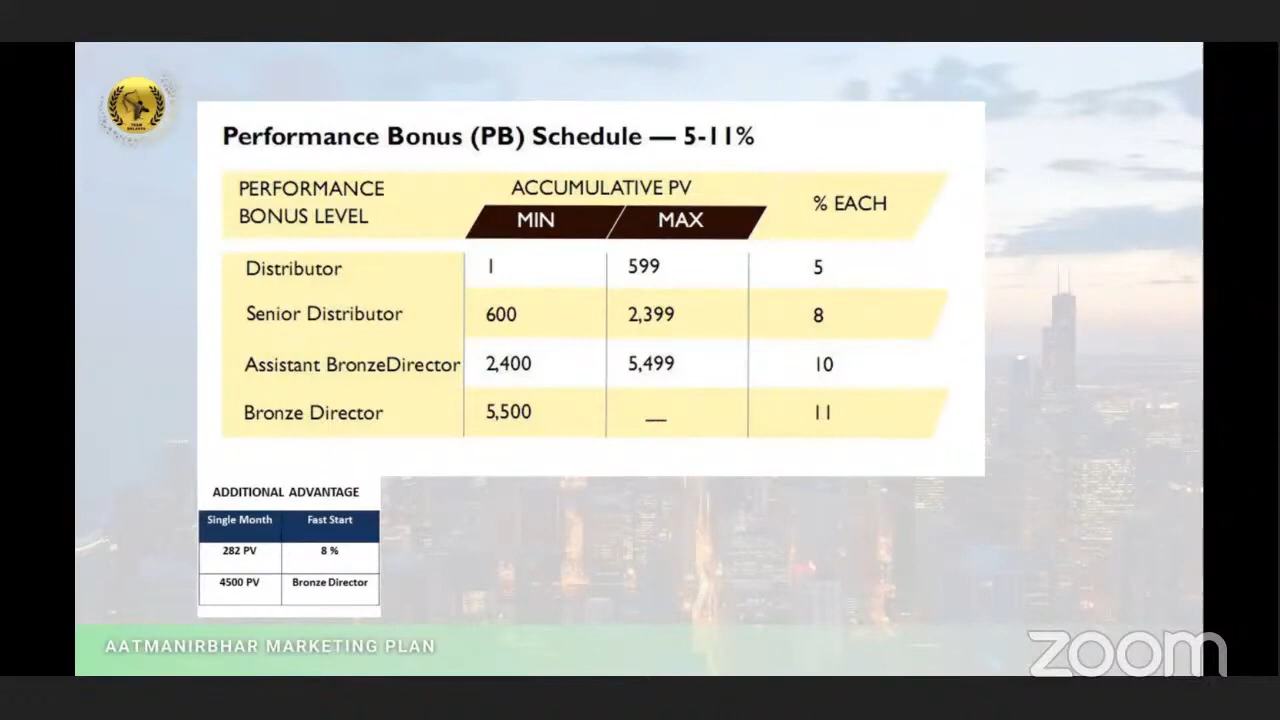 Performance Bonus (PB) Schedule — 5-11%
PERFORMANCE BONUS LEVEL
ACCUMULATIVE PV
% EACH
MIN MAX
Distributor 1 599 5
Senior Distributor 600 2,399 8
Assistant BronzeDirector 2,400 5,499 10
Bronze Director 5,500 __ 11
ADDITIONAL ADVANTAGE
Single Month Fast Start
282 PV 8 %
4500 PV Bronze Director
AATMANIRBHAR MARKETING PLAN
zoom